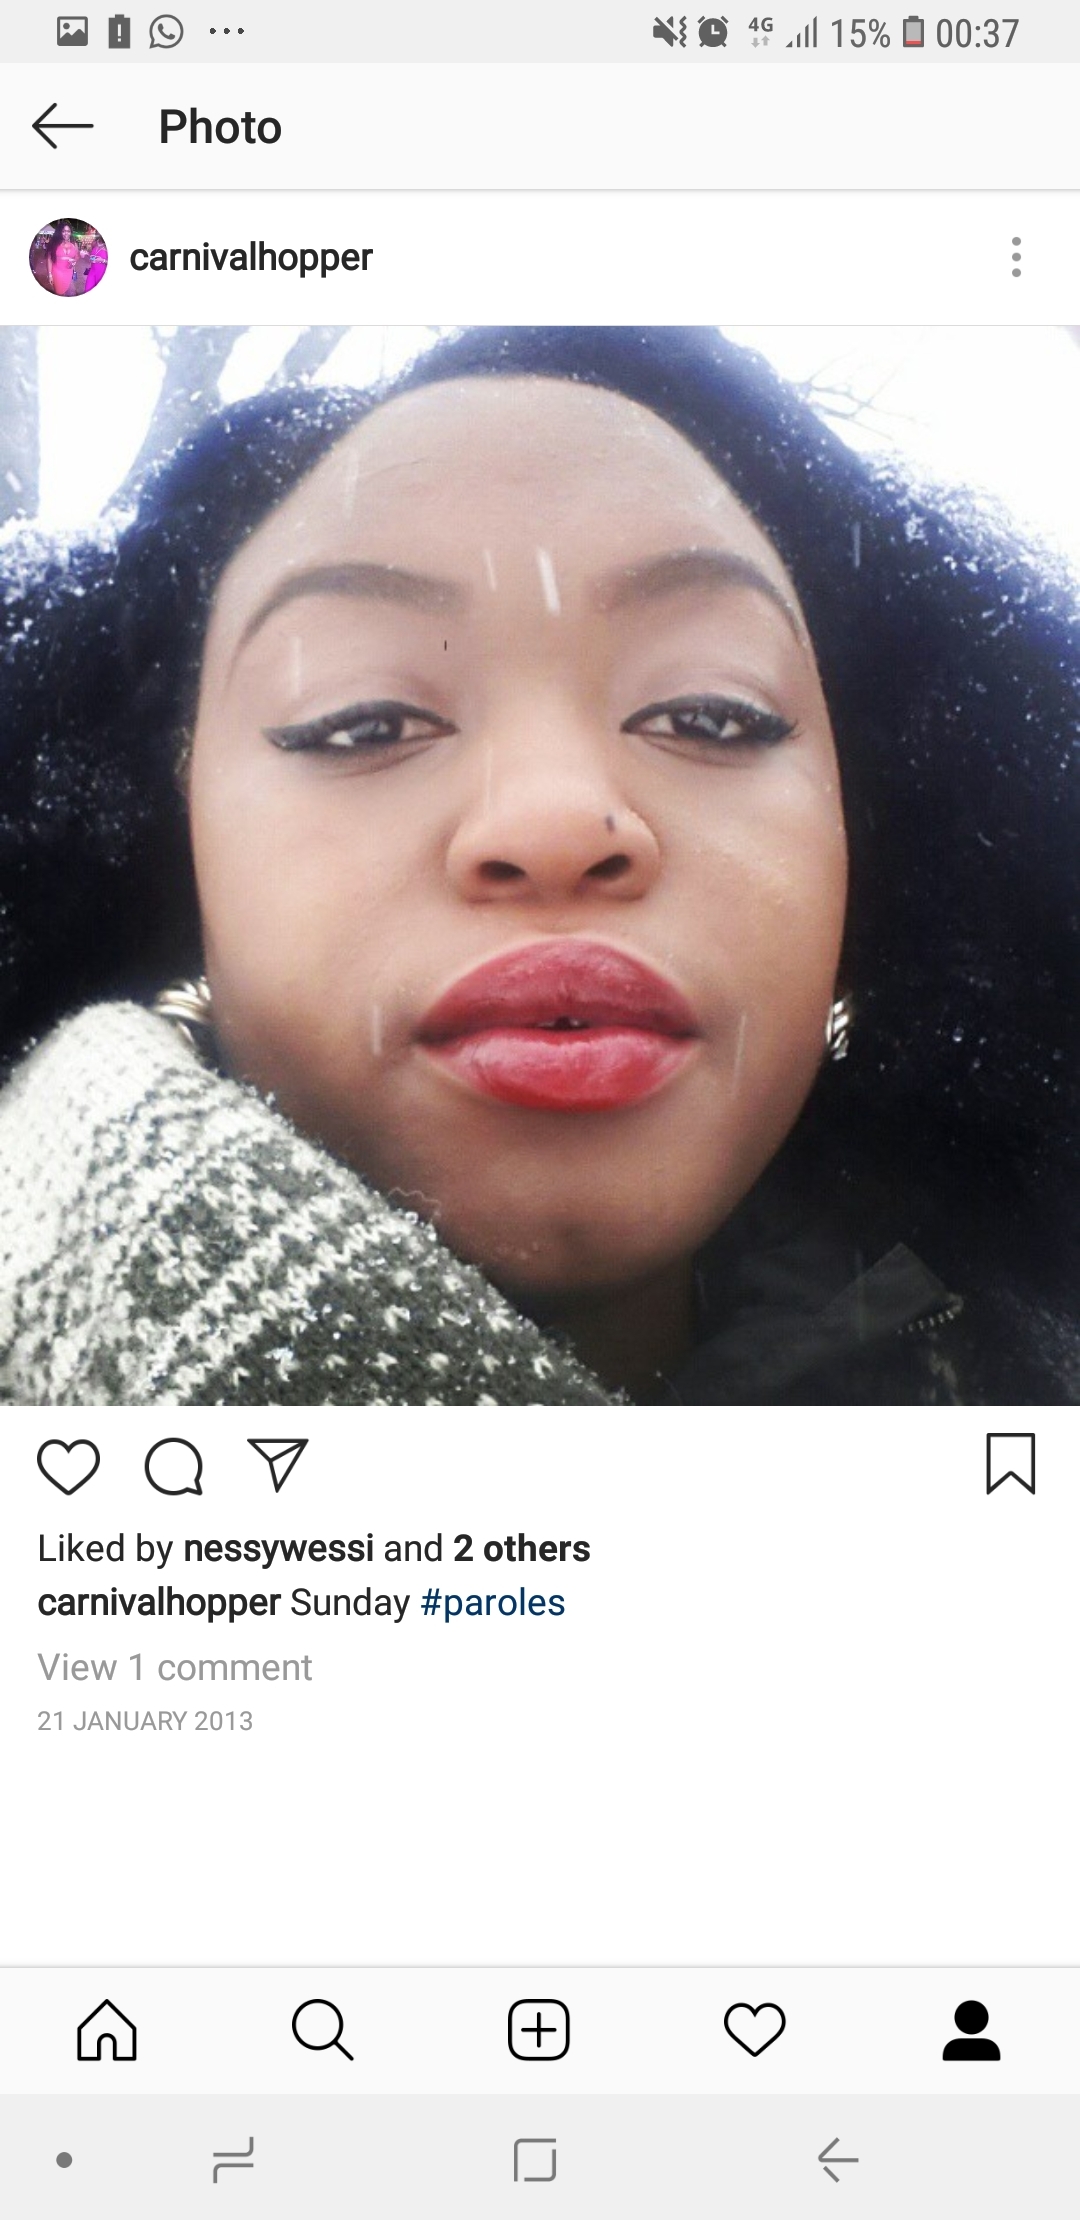 4G 15% 00:37
Photo
carnivalhopper
Liked by nessywessi and 2 others
carnivalhopper Sunday #paroles
View 1 comment
21 JANUARY 2013